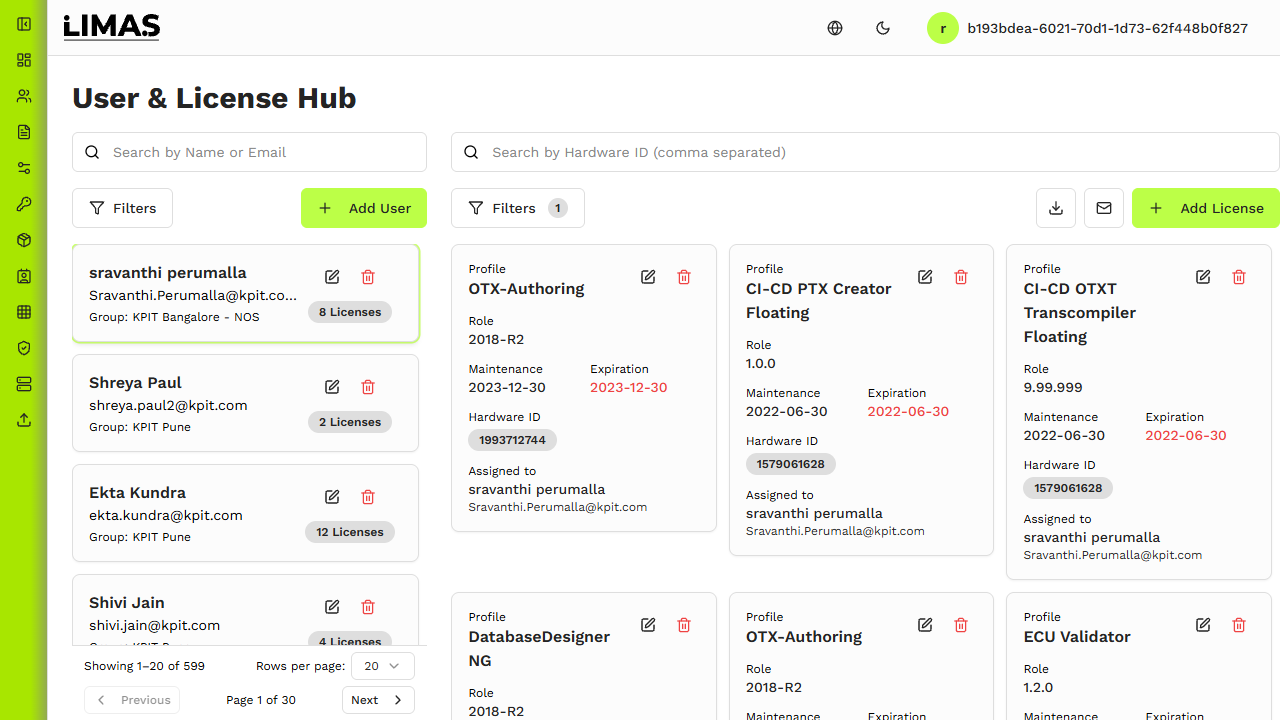 LIMAS
r
b193bdea-6021-70d1-1d73-62f448b0f827
User & License Hub
Search by Name or Email
Search by Hardware ID (comma separated)
Filters
Add User
Filters 1
Add License
sravanthi perumalla
Sravanthi.Perumalla@kpit.co...
Group: KPIT Bangalore - NOS
8 Licenses
Shreya Paul
shreya.paul2@kpit.com
Group: KPIT Pune
2 Licenses
Ekta Kundra
ekta.kundra@kpit.com
Group: KPIT Pune
12 Licenses
Shivi Jain
shivi.jain@kpit.com
4 Licenses
Showing 1–20 of 599
Rows per page: 20
Previous
Page 1 of 30
Next
Profile
OTX-Authoring
Role
2018-R2
Maintenance Expiration
2023-12-30 2023-12-30
Hardware ID
1993712744
Assigned to
sravanthi perumalla
Sravanthi.Perumalla@kpit.com
Profile
CI-CD PTX Creator
Floating
Role
1.0.0
Maintenance Expiration
2022-06-30 2022-06-30
Hardware ID
1579061628
Assigned to
sravanthi perumalla
Sravanthi.Perumalla@kpit.com
Profile
CI-CD OTXT
Transcompiler
Floating
Role
9.99.999
Maintenance Expiration
2022-06-30 2022-06-30
Hardware ID
1579061628
Assigned to
sravanthi perumalla
Sravanthi.Perumalla@kpit.com
Profile
DatabaseDesigner
NG
Role
2018-R2
Profile
OTX-Authoring
Role
2018-R2
Maintenance Expiration
Profile
ECU Validator
Role
1.2.0
Maintenance Expiration